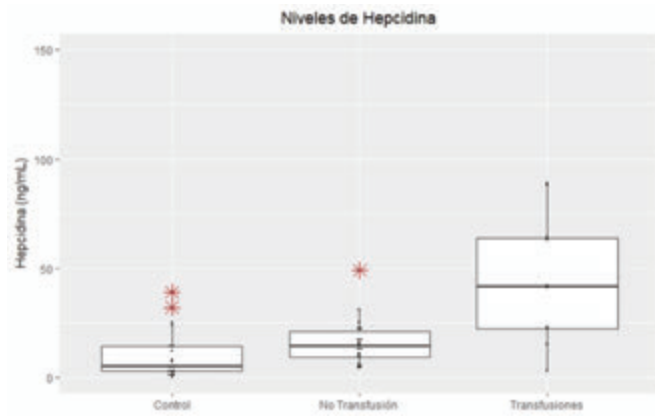 Niveles de Hepcidina
Hepcidina (ng/mL)
150
100
50
0
Control
No Transfusión
Transfusiones